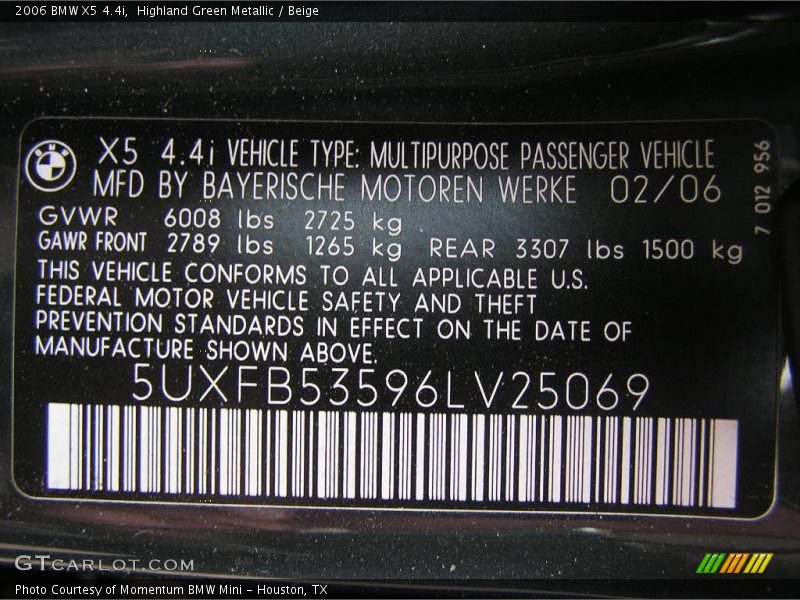 2006 BMW X5 4.4i,  Highland Green Metallic / Beige
BMW
X5 4.4i VEHICLE TYPE: MULTIPURPOSE PASSENGER VEHICLE
MFD BY BAYERISCHE MOTOREN WERKE 02/06
GVWR 6008 lbs 2725 kg
GAWR FRONT 2789 lbs 1265 kg REAR 3307 lbs 1500 kg
THIS VEHICLE CONFORMS TO ALL APPLICABLE U.S.
FEDERAL MOTOR VEHICLE SAFETY AND THEFT
PREVENTION STANDARDS IN EFFECT ON THE DATE OF
MANUFACTURE SHOWN ABOVE.
5UXFB53596LV25069
7 012 956
GTCARLOT.COM
Photo Courtesy of Momentum BMW Mini - Houston, TX